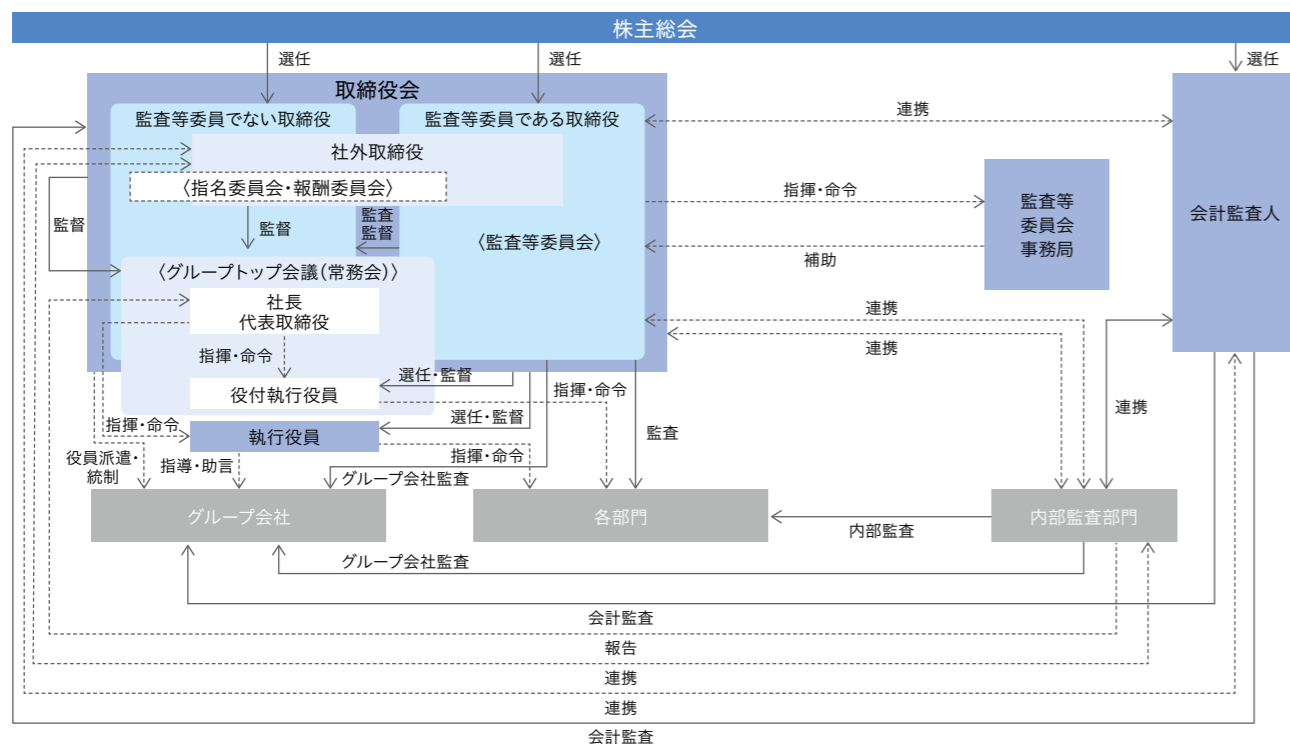 株主総会
選任
選任
選任
取締役会
監査等委員でない取締役
監査等委員である取締役
連携
社外取締役
〈指名委員会・報酬委員会〉
指揮・命令
監査等
委員会
事務局
会計監査人
監督
監督
監査
監督
〈監査等委員会〉
補助
〈グループトップ会議（常務会）〉
社長
代表取締役
連携
連携
指揮・命令
選任・監督
役付執行役員
指揮・命令
連携
指揮・命令
執行役員
選任・監督
監査
役員派遣・
統制
指導・助言
指揮・命令
グループ会社監査
グループ会社
各部門
内部監査部門
内部監査
グループ会社監査
会計監査
報告
連携
連携
会計監査